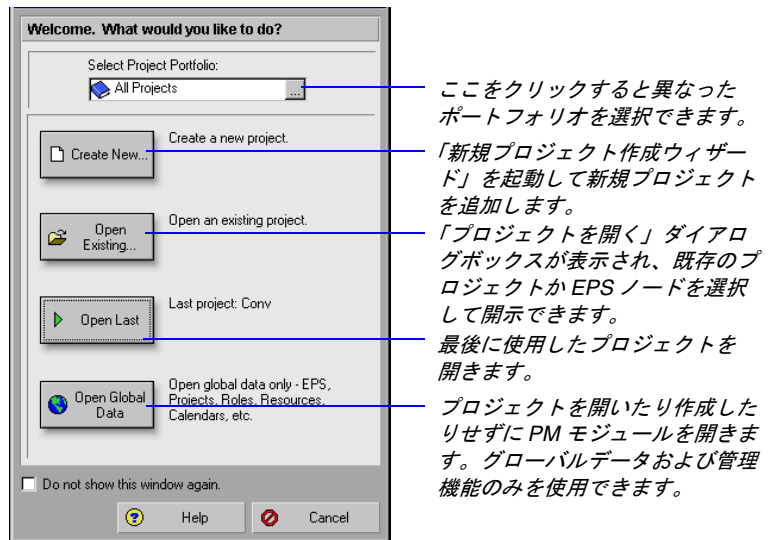 Welcome. What would you like to do?
Select Project Portfolio:
All Projects
...
Create New...
Create a new project.
Open
Existing...
Open an existing project.
Open Last
Last project: Conv
Open Global
Data
Open global data only - EPS,
Projects, Roles, Resources,
Calendars, etc.
Do not show this window again.
Help
Cancel
ここをクリックすると異なった
ポートフォリオを選択できます。
「新規プロジェクト作成ウィザー
ド」を起動して新規プロジェクト
を追加します。
「プロジェクトを開く」ダイアロ
グボックスが表示され、既存のプ
ロジェクトか EPS ノードを選択
して開示できます。
最後に使用したプロジェクトを
開きます。
プロジェクトを開いたり作成した
りせずに PM モジュールを開きま
す。グローバルデータおよび管理
機能のみを使用できます。